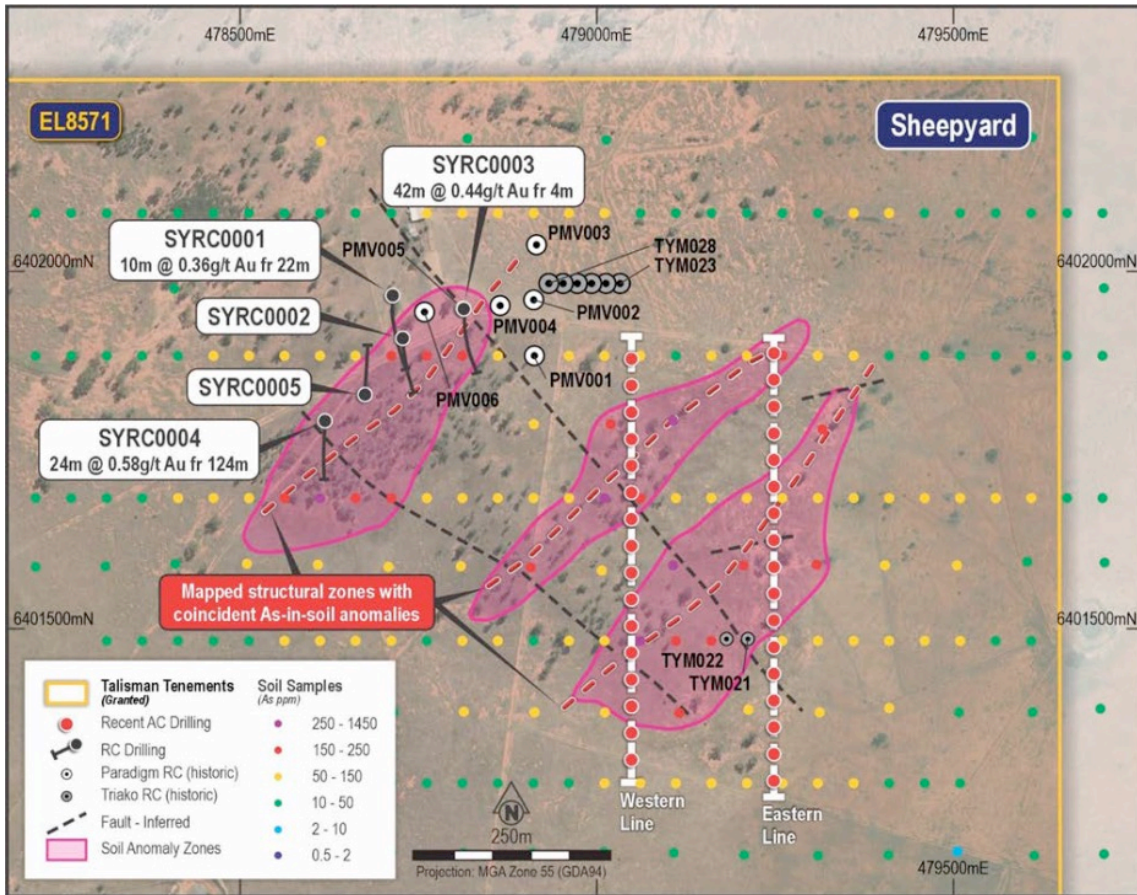 478500mE
479000mE
479500mE
EL8571
Sheepyard
SYRC0003
42m @ 0.44g/t Au fr 4m
SYRC0001
10m @ 0.36g/t Au fr 22m
PMV005
PMV003
TYM028
TYM023
6402000mN
6402000mN
SYRC0002
PMV004
PMV002
PMV001
SYRC0005
PMV006
SYRC0004
24m @ 0.58g/t Au fr 124m
Mapped structural zones with
coincident As-in-soil anomalies
6401500mN
6401500mN
TYM022
TYM021
Talisman Tenements
(Granted)
Soil Samples
(As ppm)
Recent AC Drilling
250 - 1450
RC Drilling
150 - 250
Paradigm RC (historic)
50 - 150
Triako RC (historic)
10 - 50
Fault - Inferred
2 - 10
Soil Anomaly Zones
0.5 - 2
N
250m
Projection: MGA Zone 55 (GDA94)
Western
Line
Eastern
Line
479500mE